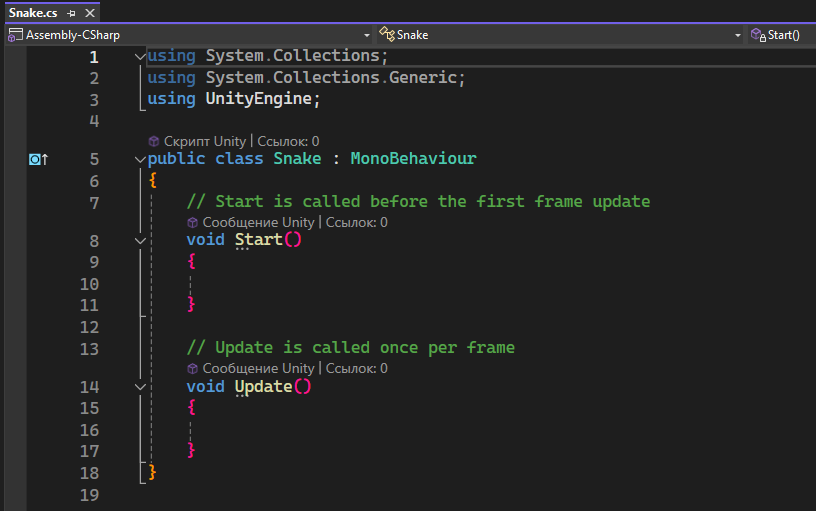 Snake.cs
Assembly-CSharp Snake Start()
1 using System.Collections;
2 using System.Collections.Generic;
3 using UnityEngine;
4
Скрипт Unity | Ссылок: 0
5 public class Snake : MonoBehaviour
6 {
7 // Start is called before the first frame update
Сообщение Unity | Ссылок: 0
8 void Start()
9 {
10
11 }
12
13 // Update is called once per frame
Сообщение Unity | Ссылок: 0
14 void Update()
15 {
16
17 }
18 }
19